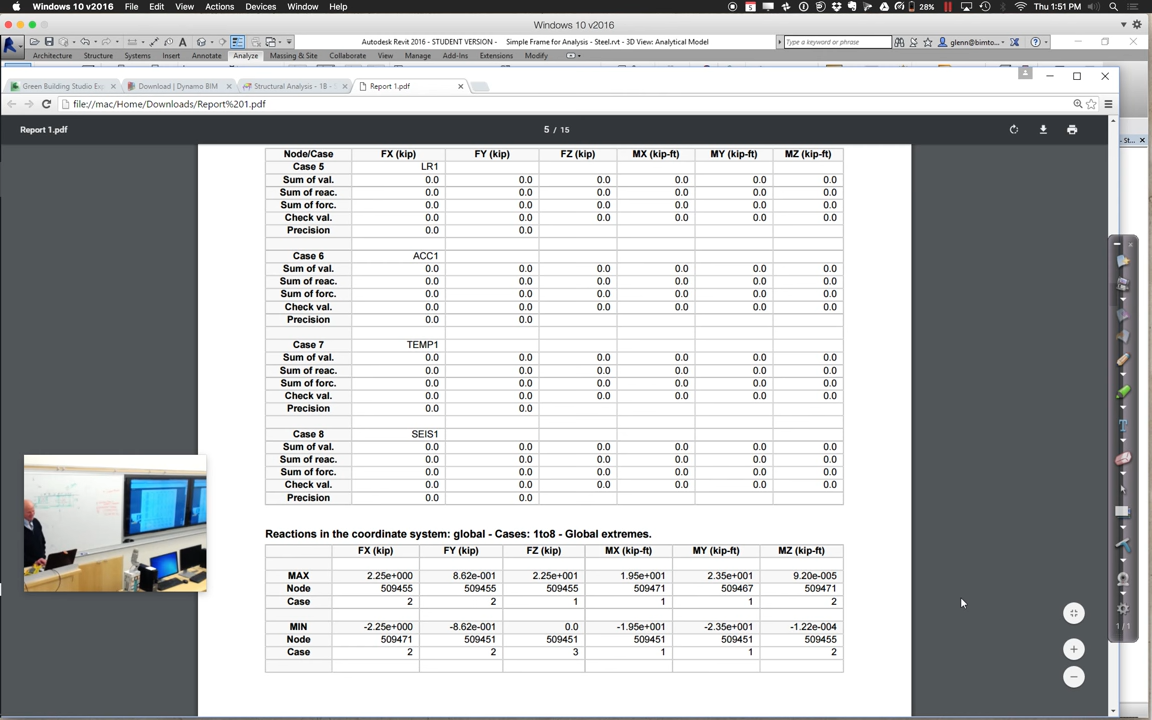 Windows 10 v2016 File Edit View Actions Devices Window Help 28% Thu 1:51 PM
Windows 10 v2016
Autodesk Revit 2016 - STUDENT VERSION - Simple Frame for Analysis - Steel.rvt - 3D View: Analytical Model Type a keyword or phrase glenn@bimto...
Architecture Structure Systems Insert Annotate Analyze Massing & Site Collaborate View Manage Add-Ins Extensions Modify
Green Building Studio Ex Download | Dynamo BIM Structural Analysis - 1B - Report 1.pdf
file://mac/Home/Downloads/Report%201.pdf
Report 1.pdf 5 / 15
Node/Case FX (kip) FY (kip) FZ (kip) MX (kip-ft) MY (kip-ft) MZ (kip-ft)
Case 5 LR1
Sum of val. 0.0 0.0 0.0 0.0 0.0 0.0
Sum of reac. 0.0 0.0 0.0 0.0 0.0 0.0
Sum of forc. 0.0 0.0 0.0 0.0 0.0 0.0
Check val. 0.0 0.0 0.0 0.0 0.0 0.0
Precision 0.0 0.0
Case 6 ACC1
Sum of val. 0.0 0.0 0.0 0.0 0.0 0.0
Sum of reac. 0.0 0.0 0.0 0.0 0.0 0.0
Sum of forc. 0.0 0.0 0.0 0.0 0.0 0.0
Check val. 0.0 0.0 0.0 0.0 0.0 0.0
Precision 0.0 0.0
Case 7 TEMP1
Sum of val. 0.0 0.0 0.0 0.0 0.0 0.0
Sum of reac. 0.0 0.0 0.0 0.0 0.0 0.0
Sum of forc. 0.0 0.0 0.0 0.0 0.0 0.0
Check val. 0.0 0.0 0.0 0.0 0.0 0.0
Precision 0.0 0.0
Case 8 SEIS1
Sum of val. 0.0 0.0 0.0 0.0 0.0 0.0
Sum of reac. 0.0 0.0 0.0 0.0 0.0 0.0
Sum of forc. 0.0 0.0 0.0 0.0 0.0 0.0
Check val. 0.0 0.0 0.0 0.0 0.0 0.0
Precision 0.0 0.0
Reactions in the coordinate system: global - Cases: 1to8 - Global extremes.
FX (kip) FY (kip) FZ (kip) MX (kip-ft) MY (kip-ft) MZ (kip-ft)
MAX 2.25e+000 8.62e-001 2.25e+001 1.95e+001 2.35e+001 9.20e-005
Node 509455 509455 509455 509471 509467 509471
Case 2 2 1 1 1 2
MIN -2.25e+000 -8.62e-001 0.0 -1.95e+001 -2.35e+001 -1.22e-004
Node 509471 509451 509451 509451 509451 509455
Case 2 2 3 1 1 2
1/1